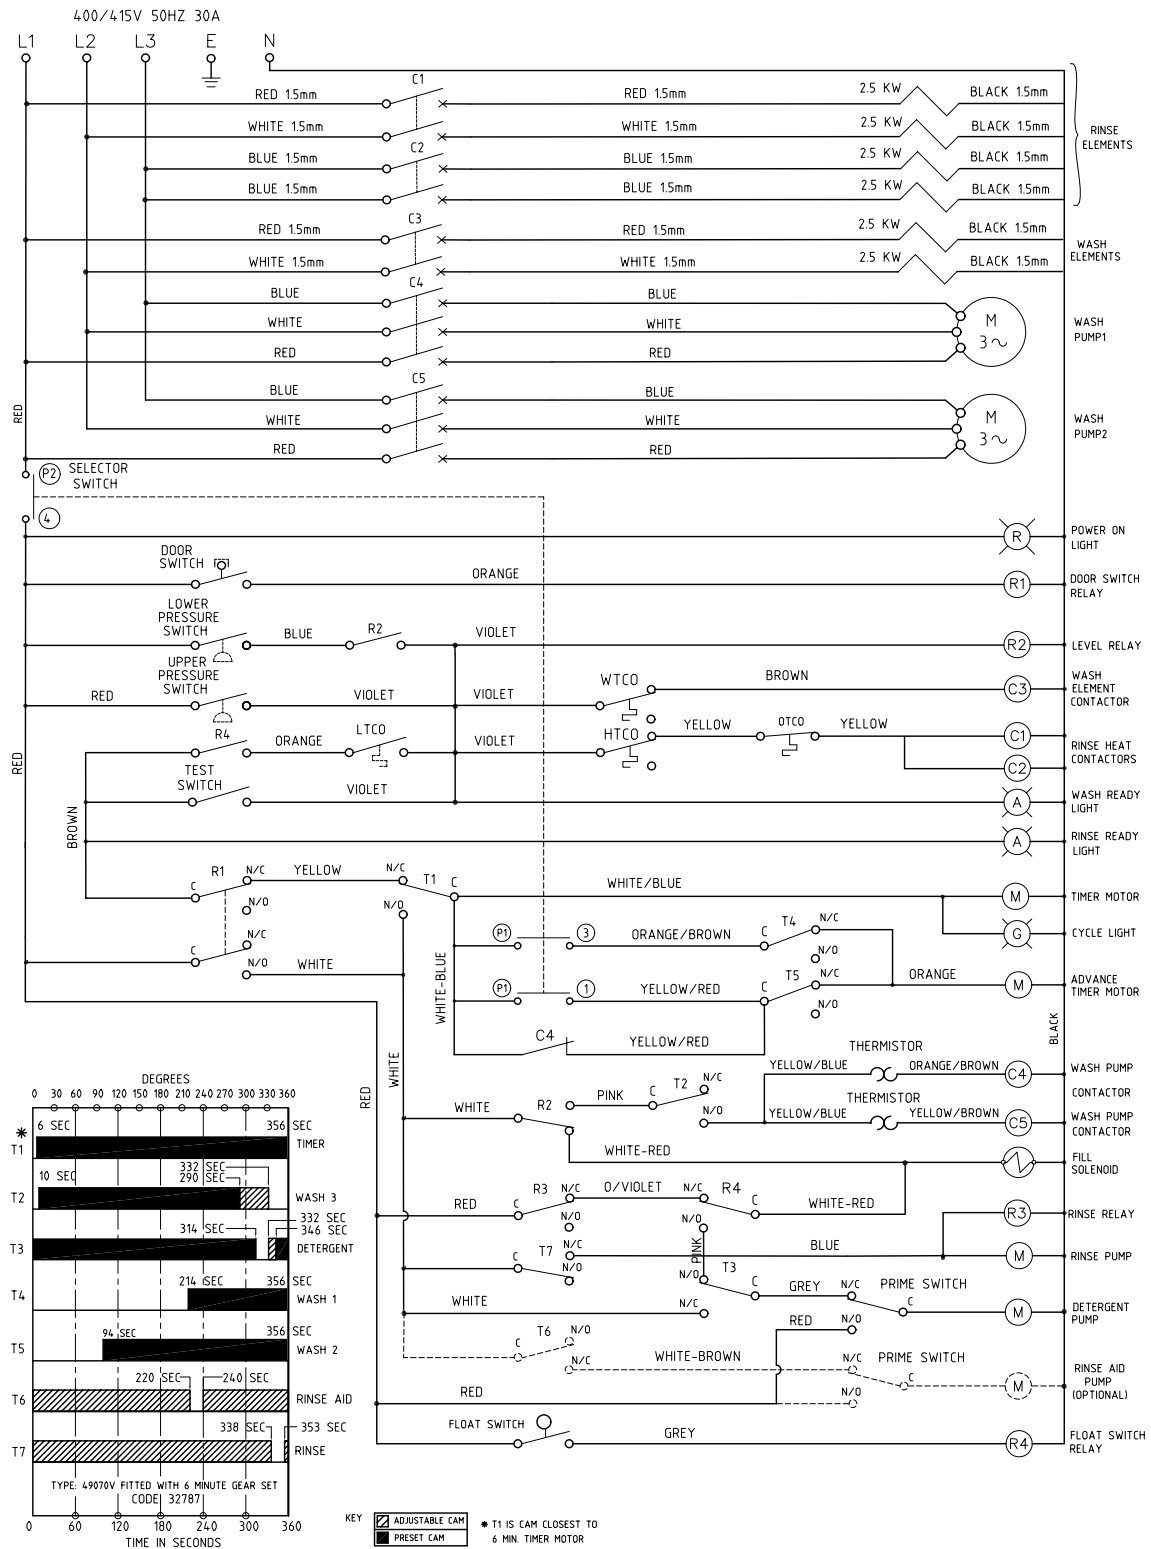 400/415V 50HZ 30A
L1 L2 L3 E N
C1
RED 1.5mm RED 1.5mm 2.5 KW BLACK 1.5mm
WHITE 1.5mm WHITE 1.5mm 2.5 KW BLACK 1.5mm
RINSE
ELEMENTS
C2
BLUE 1.5mm BLUE 1.5mm 2.5 KW BLACK 1.5mm
BLUE 1.5mm BLUE 1.5mm 2.5 KW BLACK 1.5mm
C3
RED 1.5mm RED 1.5mm 2.5 KW BLACK 1.5mm
WASH
ELEMENTS
WHITE 1.5mm WHITE 1.5mm 2.5 KW BLACK 1.5mm
C4
BLUE BLUE
WHITE WHITE
RED RED
M
3~
WASH
PUMP1
C5
BLUE BLUE
WHITE WHITE
RED RED
M
3~
WASH
PUMP2
RED
P2 SELECTOR
SWITCH
4
R POWER ON
LIGHT
DOOR
SWITCH
ORANGE R1 DOOR SWITCH
RELAY
LOWER
PRESSURE
SWITCH
BLUE R2 VIOLET R2 LEVEL RELAY
UPPER
PRESSURE
SWITCH
RED VIOLET VIOLET WTCO BROWN C3 WASH
ELEMENT
CONTACTOR
R4 ORANGE LTCO VIOLET HTCO YELLOW OTCO YELLOW C1
C2
RINSE HEAT
CONTACTORS
RED
TEST
SWITCH
VIOLET A WASH READY
LIGHT
BROWN
A RINSE READY
LIGHT
C R1 N/C YELLOW N/C T1 C WHITE/BLUE M TIMER MOTOR
N/O N/O
G CYCLE LIGHT
P1 3 ORANGE/BROWN C T4 N/C
N/O
C N/C
N/O WHITE
WHITE-BLUE
P1 1 YELLOW/RED C T5 N/C ORANGE M ADVANCE
TIMER MOTOR
N/O
BLACK
C4 YELLOW/RED
WHITE
RED
THERMISTOR
YELLOW/BLUE ORANGE/BROWN C4 WASH PUMP
CONTACTOR
WHITE R2 PINK C T2 N/C
N/O
THERMISTOR
YELLOW/BLUE YELLOW/BROWN C5 WASH PUMP
CONTACTOR
WHITE-RED FILL
SOLENOID
RED C R3 N/C O/VIOLET N/C R4 C WHITE-RED
N/O N/O
R3 RINSE RELAY
PINK
T7 N/C BLUE M RINSE PUMP
N/O
N/O T3 C GREY N/C PRIME SWITCH
C M DETERGENT
PUMP
WHITE N/C
RED N/O
C T6 N/O
N/C WHITE-BROWN N/C PRIME SWITCH
C M RINSE AID
PUMP
(OPTIONAL)
RED N/O
FLOAT SWITCH GREY R4 FLOAT SWITCH
RELAY
DEGREES
0 30 60 90 120 150 180 210 240 270 300 330 360
✱
T1 6 SEC 356 SEC TIMER
T2 10 SEC 332 SEC
290 SEC WASH 3
T3 314 SEC 332 SEC
346 SEC
DETERGENT
T4 214 SEC 356 SEC
WASH 1
T5 94 SEC 356 SEC
WASH 2
T6 220 SEC 240 SEC
RINSE AID
T7 338 SEC 353 SEC
RINSE
TYPE: 49070V FITTED WITH 6 MINUTE GEAR SET
CODE 32787
0 60 120 180 240 300 360
TIME IN SECONDS
KEY ADJUSTABLE CAM
PRESET CAM
✱ T1 IS CAM CLOSEST TO
6 MIN. TIMER MOTOR